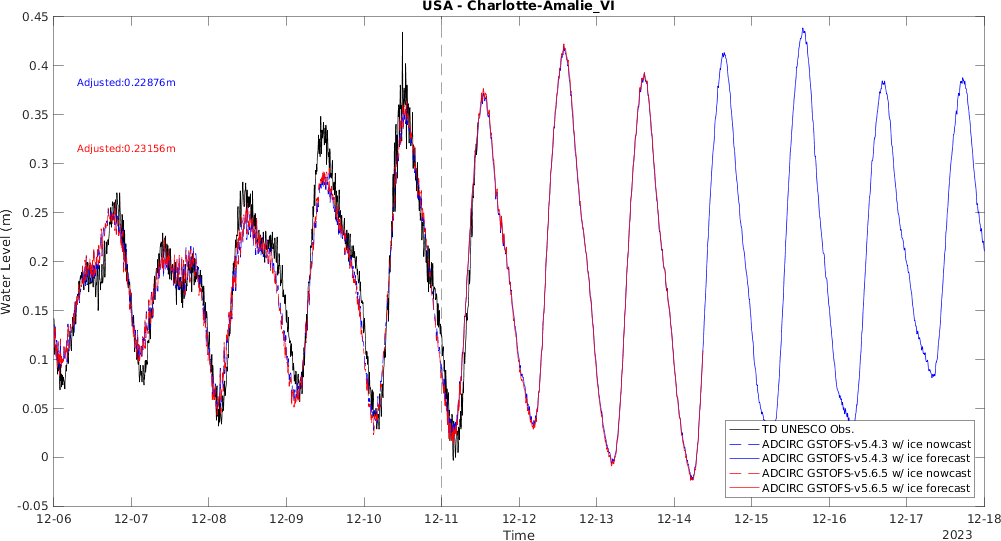 USA - Charlotte-Amalie_VI
0.45
0.4
0.35
0.3
0.25
0.2
0.15
0.1
0.05
0
-0.05
Water Level (m)
Adjusted:0.22876m
Adjusted:0.23156m
TD UNESCO Obs.
ADCIRC GSTOFS-v5.4.3 w/ ice nowcast
ADCIRC GSTOFS-v5.4.3 w/ ice forecast
ADCIRC GSTOFS-v5.6.5 w/ ice nowcast
ADCIRC GSTOFS-v5.6.5 w/ ice forecast
12-06 12-07 12-08 12-09 12-10 12-11 12-12 12-13 12-14 12-15 12-16 12-17 12-18
Time
2023